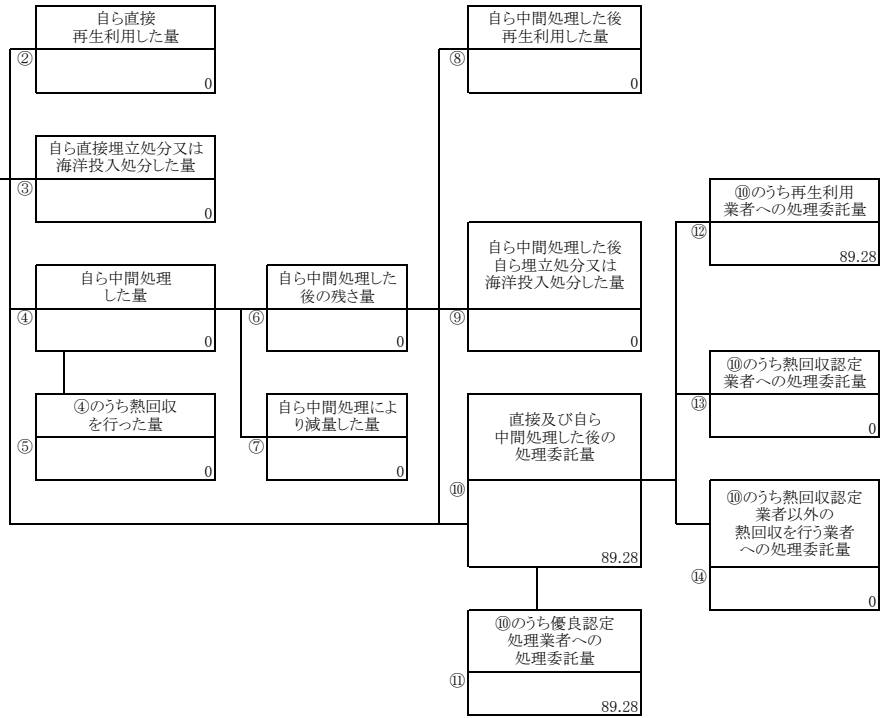 自ら直接
再生利用した量
②
0
自ら直接埋立処分又は
海洋投入処分した量
③
0
自ら中間処理
した量
④
0
④のうち熱回収
を行った量
⑤
0
自ら中間処理した
後の残さ量
⑥
0
自ら中間処理によ
り減量した量
⑦
0
自ら中間処理した後
再生利用した量
⑧
0
自ら中間処理した後
自ら埋立処分又は
海洋投入処分した量
⑨
0
直接及び自ら
中間処理した後の
処理委託量
⑩
89.28
⑩のうち優良認定
処理業者への
処理委託量
⑪
89.28
⑩のうち再生利用
業者への処理委託量
⑫
89.28
⑩のうち熱回収認定
業者への処理委託量
⑬
0
⑩のうち熱回収認定
業者以外の
熱回収を行う業者
への処理委託量
⑭
0